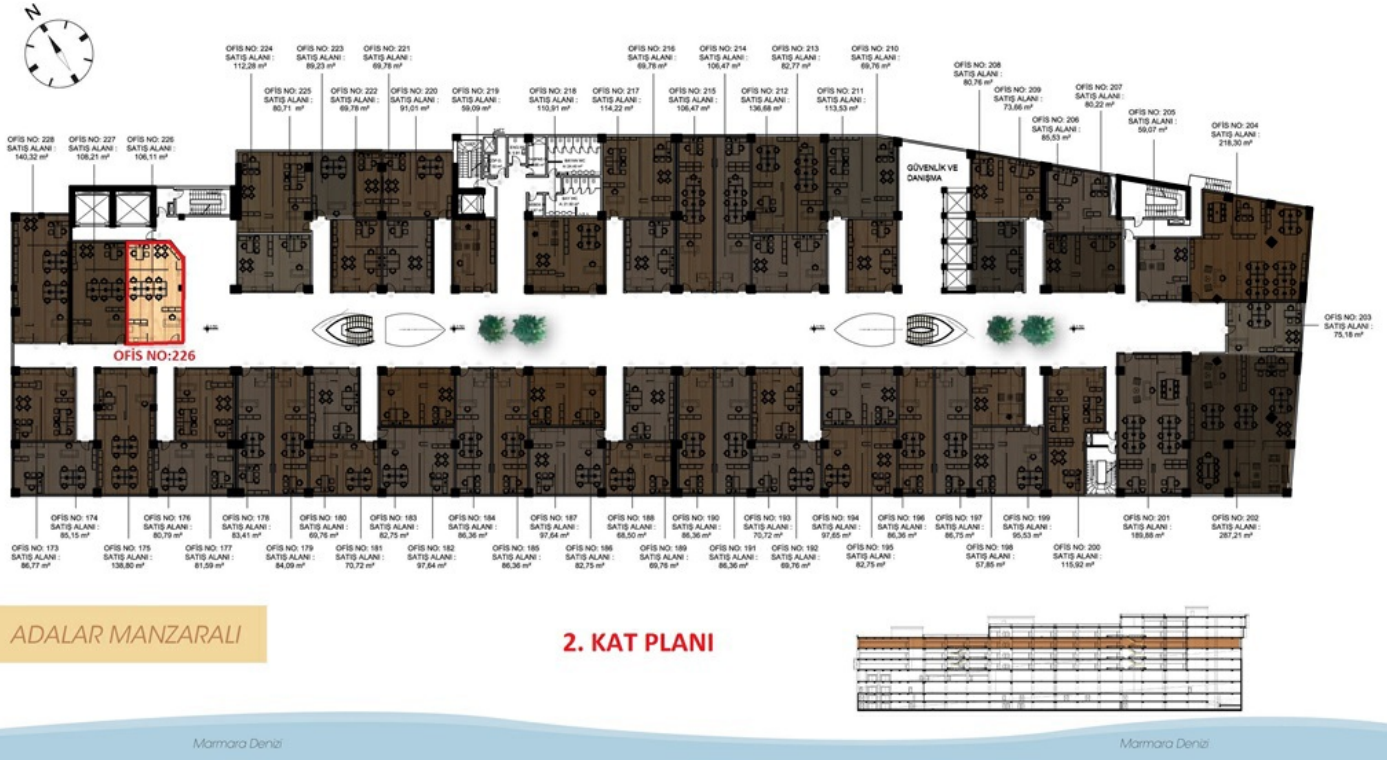 N
OFİS NO: 224
SATIŞ ALANI :
112,28 m²
OFİS NO: 223
SATIŞ ALANI :
89,23 m²
OFİS NO: 221
SATIŞ ALANI :
69,78 m²
OFİS NO: 216
SATIŞ ALANI :
69,78 m²
OFİS NO: 214
SATIŞ ALANI :
106,47 m²
OFİS NO: 213
SATIŞ ALANI :
82,77 m²
OFİS NO: 210
SATIŞ ALANI :
69,76 m²
OFİS NO: 208
SATIŞ ALANI :
80,76 m²
OFİS NO: 225
SATIŞ ALANI :
80,71 m²
OFİS NO: 222
SATIŞ ALANI :
69,78 m²
OFİS NO: 220
SATIŞ ALANI :
91,01 m²
OFİS NO: 219
SATIŞ ALANI :
59,09 m²
OFİS NO: 218
SATIŞ ALANI :
110,91 m²
OFİS NO: 217
SATIŞ ALANI :
114,22 m²
OFİS NO: 215
SATIŞ ALANI :
106,47 m²
OFİS NO: 212
SATIŞ ALANI :
136,68 m²
OFİS NO: 211
SATIŞ ALANI :
113,53 m²
OFİS NO: 209
SATIŞ ALANI :
73,66 m²
OFİS NO: 207
SATIŞ ALANI :
80,22 m²
OFİS NO: 206
SATIŞ ALANI :
85,53 m²
OFİS NO: 205
SATIŞ ALANI :
59,07 m²
OFİS NO: 204
SATIŞ ALANI :
218,30 m²
OFİS NO: 228
SATIŞ ALANI :
140,32 m²
OFİS NO: 227
SATIŞ ALANI :
108,21 m²
OFİS NO: 226
SATIŞ ALANI :
106,11 m²
GÜVENLİK VE
DANIŞMA
OFİS NO: 203
SATIŞ ALANI :
75,18 m²
OFİS NO:226
OFİS NO: 174
SATIŞ ALANI :
85,15 m²
OFİS NO: 176
SATIŞ ALANI :
80,79 m²
OFİS NO: 178
SATIŞ ALANI :
83,41 m²
OFİS NO: 180
SATIŞ ALANI :
69,76 m²
OFİS NO: 183
SATIŞ ALANI :
82,75 m²
OFİS NO: 184
SATIŞ ALANI :
86,36 m²
OFİS NO: 187
SATIŞ ALANI :
97,64 m²
OFİS NO: 188
SATIŞ ALANI :
68,50 m²
OFİS NO: 190
SATIŞ ALANI :
86,36 m²
OFİS NO: 193
SATIŞ ALANI :
70,72 m²
OFİS NO: 194
SATIŞ ALANI :
97,65 m²
OFİS NO: 196
SATIŞ ALANI :
86,36 m²
OFİS NO: 197
SATIŞ ALANI :
86,75 m²
OFİS NO: 199
SATIŞ ALANI :
95,53 m²
OFİS NO: 201
SATIŞ ALANI :
189,88 m²
OFİS NO: 202
SATIŞ ALANI :
287,21 m²
OFİS NO: 173
SATIŞ ALANI :
86,77 m²
OFİS NO: 175
SATIŞ ALANI :
138,80 m²
OFİS NO: 177
SATIŞ ALANI :
81,59 m²
OFİS NO: 179
SATIŞ ALANI :
84,09 m²
OFİS NO: 181
SATIŞ ALANI :
70,72 m²
OFİS NO: 182
SATIŞ ALANI :
97,64 m²
OFİS NO: 185
SATIŞ ALANI :
86,36 m²
OFİS NO: 186
SATIŞ ALANI :
82,75 m²
OFİS NO: 189
SATIŞ ALANI :
69,76 m²
OFİS NO: 191
SATIŞ ALANI :
86,36 m²
OFİS NO: 192
SATIŞ ALANI :
69,76 m²
OFİS NO: 195
SATIŞ ALANI :
82,75 m²
OFİS NO: 198
SATIŞ ALANI :
57,85 m²
OFİS NO: 200
SATIŞ ALANI :
115,92 m²
ADALAR MANZARALI
2. KAT PLANI
Marmara Denizi
Marmara Denizi